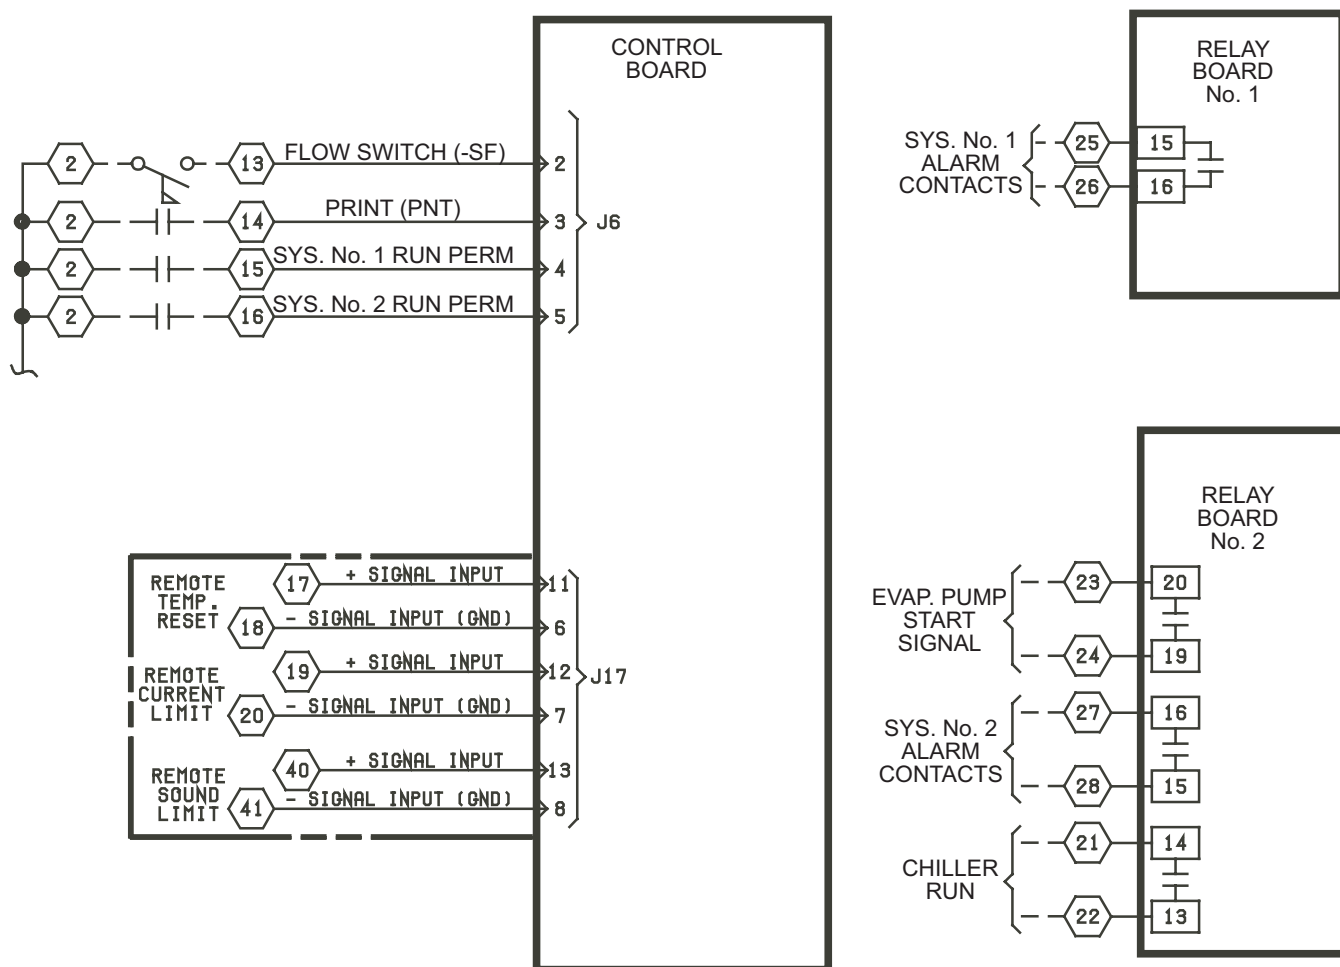 CONTROL
BOARD
2 13 FLOW SWITCH (-SF) 2
2 14 PRINT (PNT) 3
2 15 SYS. No. 1 RUN PERM 4
2 16 SYS. No. 2 RUN PERM 5
J6
REMOTE
TEMP.
RESET
17 + SIGNAL INPUT 11
18 - SIGNAL INPUT (GND) 6
REMOTE
CURRENT
LIMIT
19 + SIGNAL INPUT 12
20 - SIGNAL INPUT (GND) 7
REMOTE
SOUND
LIMIT
40 + SIGNAL INPUT 13
41 - SIGNAL INPUT (GND) 8
J17
RELAY
BOARD
No. 1
SYS. No. 1
ALARM
CONTACTS
25 15
26 16
RELAY
BOARD
No. 2
EVAP. PUMP
START
SIGNAL
23 20
24 19
SYS. No. 2
ALARM
CONTACTS
27 16
28 15
CHILLER
RUN
21 14
22 13